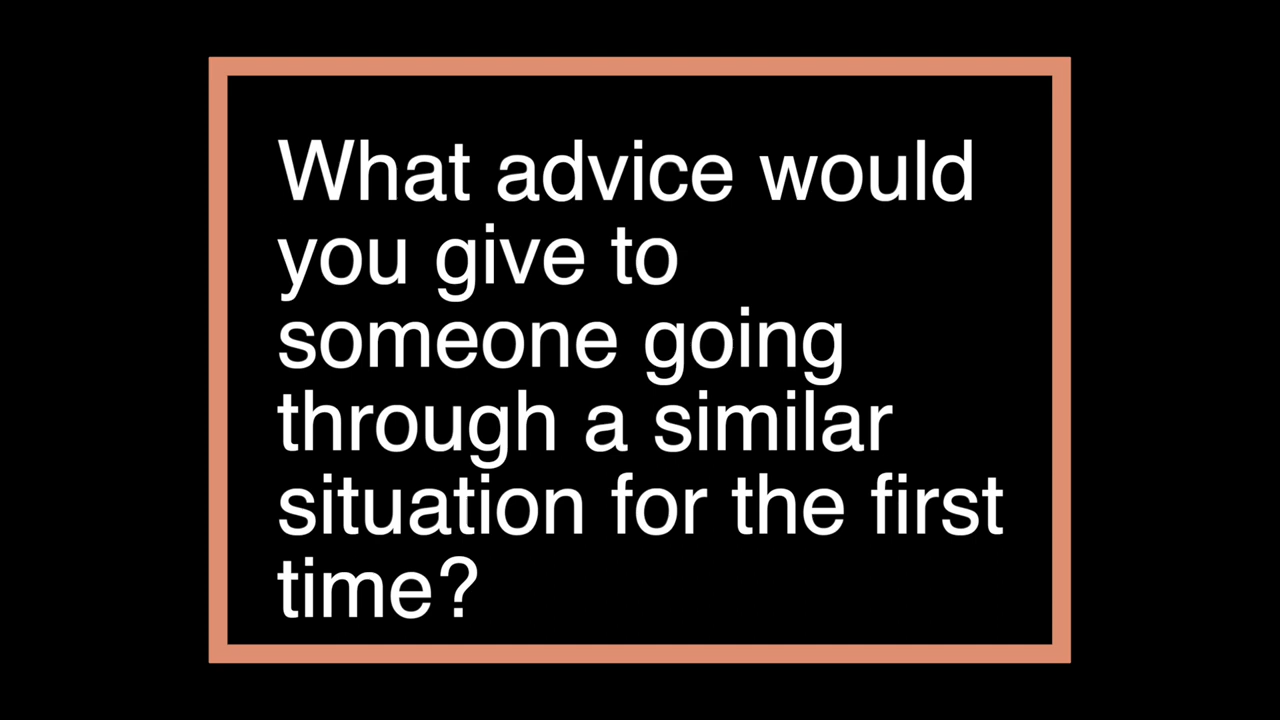 What advice would
you give to
someone going
through a similar
situation for the first
time?